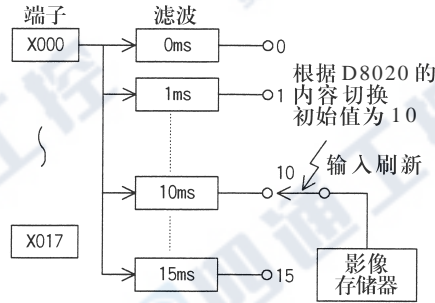 端子 滤波
X000 0ms 0
1ms 1
根据D8020的
内容切换
初始值为10
10 输入刷新
10ms
X017
15ms 15
影像
存储器